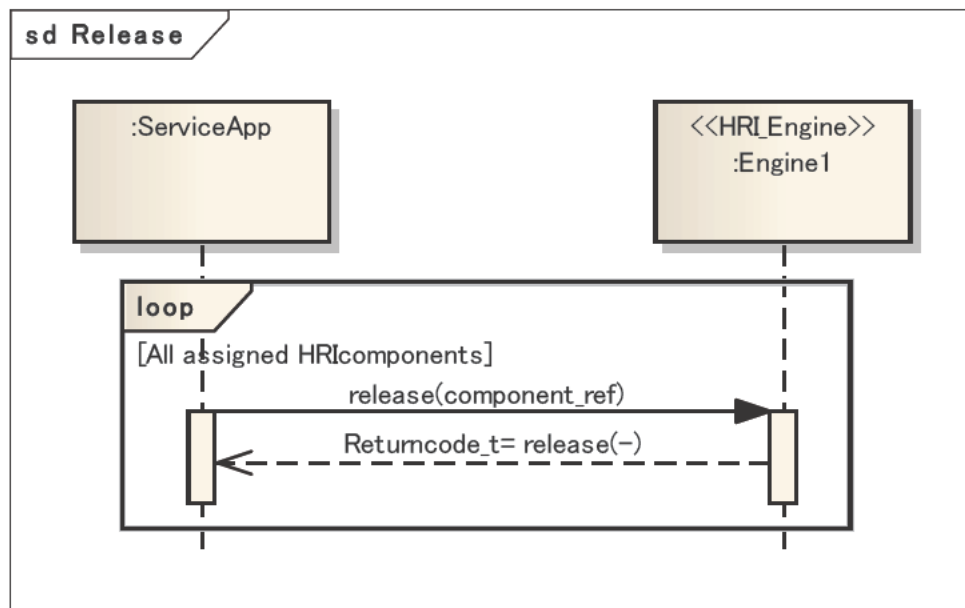 sd Release
:ServiceApp
<<HRI_Engine>>
:Engine1
loop
[All assigned HRIcomponents]
release(component_ref)
Returncode_t= release(-)